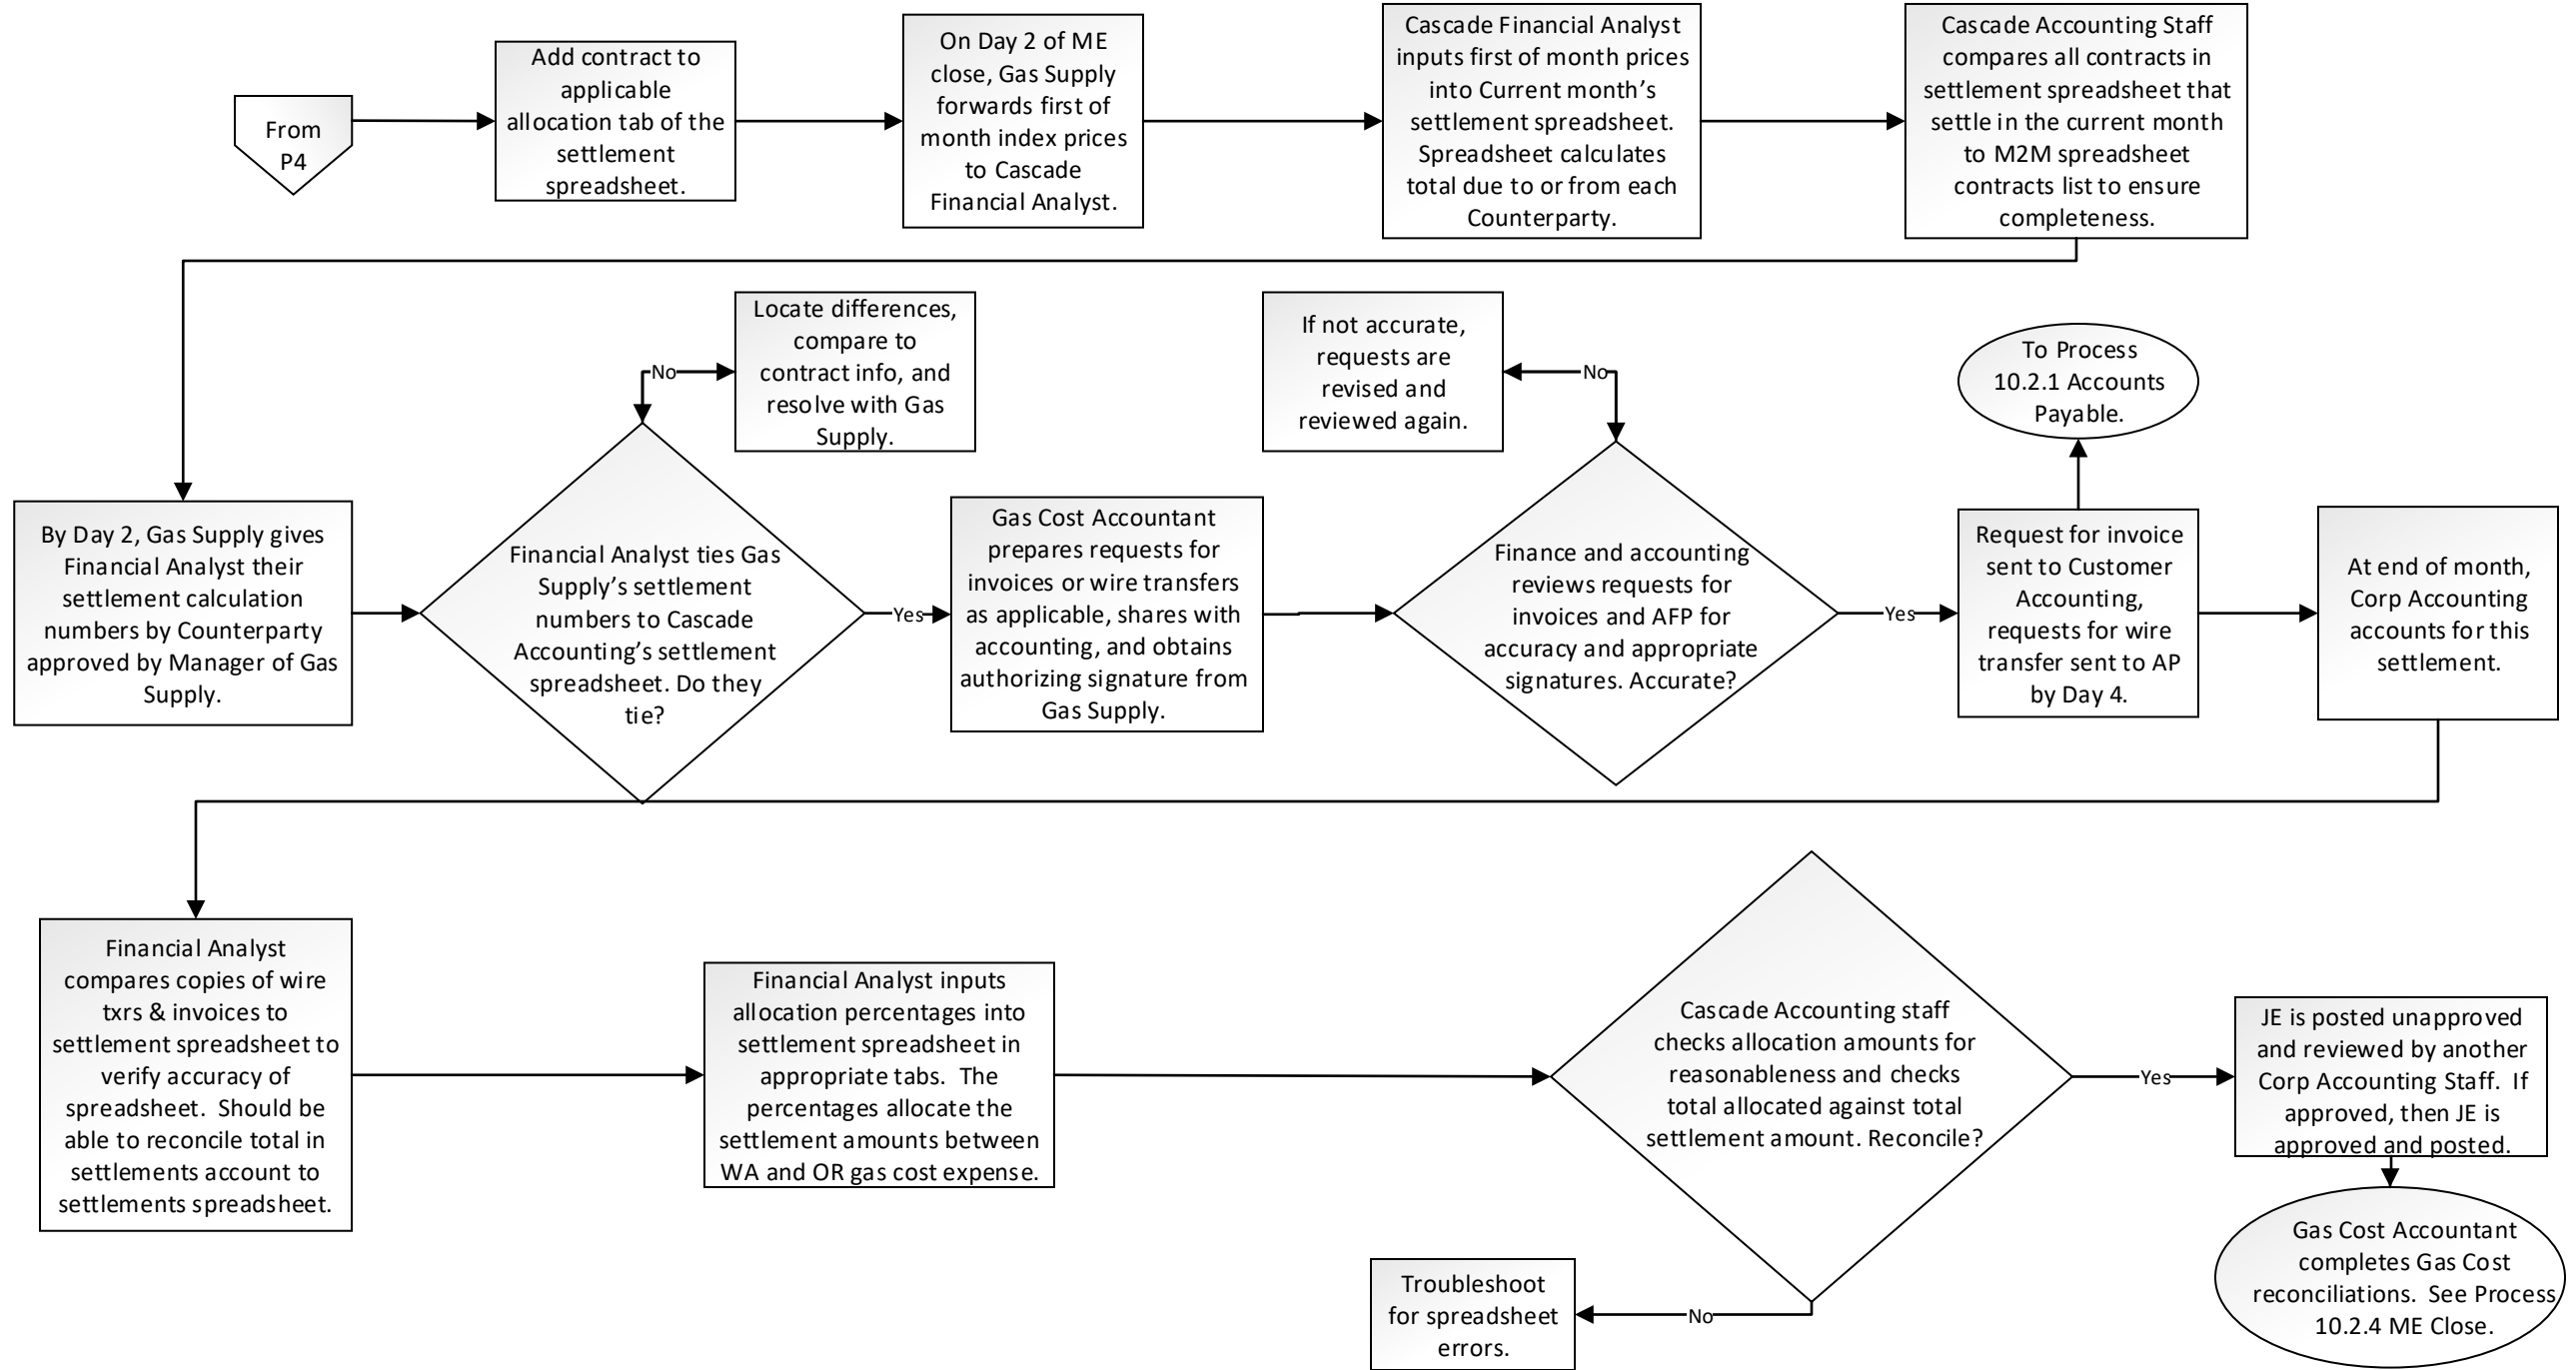 From
P4
Add contract to
applicable
allocation tab of the
settlement
spreadsheet.
On Day 2 of ME
close, Gas Supply
forwards first of
month index prices
to Cascade
Financial Analyst.
Cascade Financial Analyst
inputs first of month prices
into Current month’s
settlement spreadsheet.
Spreadsheet calculates
total due to or from each
Counterparty.
Cascade Accounting Staff
compares all contracts in
settlement spreadsheet that
settle in the current month
to M2M spreadsheet
contracts list to ensure
completeness.
By Day 2, Gas Supply gives
Financial Analyst their
settlement calculation
numbers by Counterparty
approved by Manager of Gas
Supply.
Financial Analyst ties Gas
Supply’s settlement
numbers to Cascade
Accounting’s settlement
spreadsheet. Do they
tie?
No
Locate differences,
compare to
contract info, and
resolve with Gas
Supply.
Yes
Gas Cost Accountant
prepares requests for
invoices or wire transfers
as applicable, shares with
accounting, and obtains
authorizing signature from
Gas Supply.
Finance and accounting
reviews requests for
invoices and AFP for
accuracy and appropriate
signatures. Accurate?
No
If not accurate,
requests are
revised and
reviewed again.
Yes
Request for invoice
sent to Customer
Accounting,
requests for wire
transfer sent to AP
by Day 4.
To Process
10.2.1 Accounts
Payable.
At end of month,
Corp Accounting
accounts for this
settlement.
Financial Analyst
compares copies of wire
txrs & invoices to
settlement spreadsheet to
verify accuracy of
spreadsheet. Should be
able to reconcile total in
settlements account to
settlements spreadsheet.
Financial Analyst inputs
allocation percentages into
settlement spreadsheet in
appropriate tabs. The
percentages allocate the
settlement amounts between
WA and OR gas cost expense.
Cascade Accounting staff
checks allocation amounts for
reasonableness and checks
total allocated against total
settlement amount. Reconcile?
No
Troubleshoot
for spreadsheet
errors.
Yes
JE is posted unapproved
and reviewed by another
Corp Accounting Staff. If
approved, then JE is
approved and posted.
Gas Cost Accountant
completes Gas Cost
reconciliations. See Process
10.2.4 ME Close.